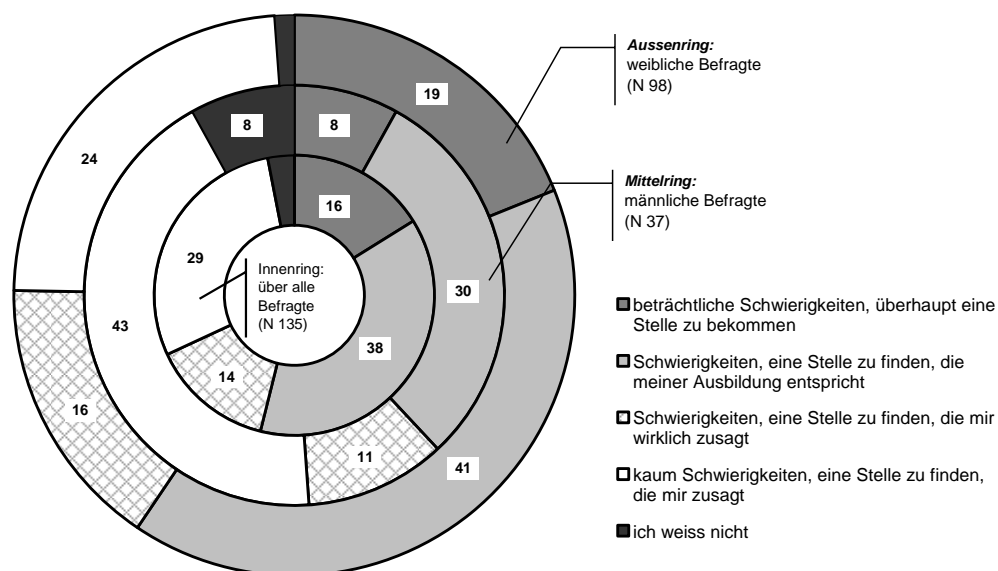 19
8
8
24
16
29
43
30
38
14
16
11
41
Innenring:
über alle
Befragte
(N 135)
Aussenring:
weibliche Befragte
(N 98)
Mittelring:
männliche Befragte
(N 37)
beträchtliche Schwierigkeiten, überhaupt eine
Stelle zu bekommen
Schwierigkeiten, eine Stelle zu finden, die
meiner Ausbildung entspricht
Schwierigkeiten, eine Stelle zu finden, die mir
wirklich zusagt
kaum Schwierigkeiten, eine Stelle zu finden,
die mir zusagt
ich weiss nicht